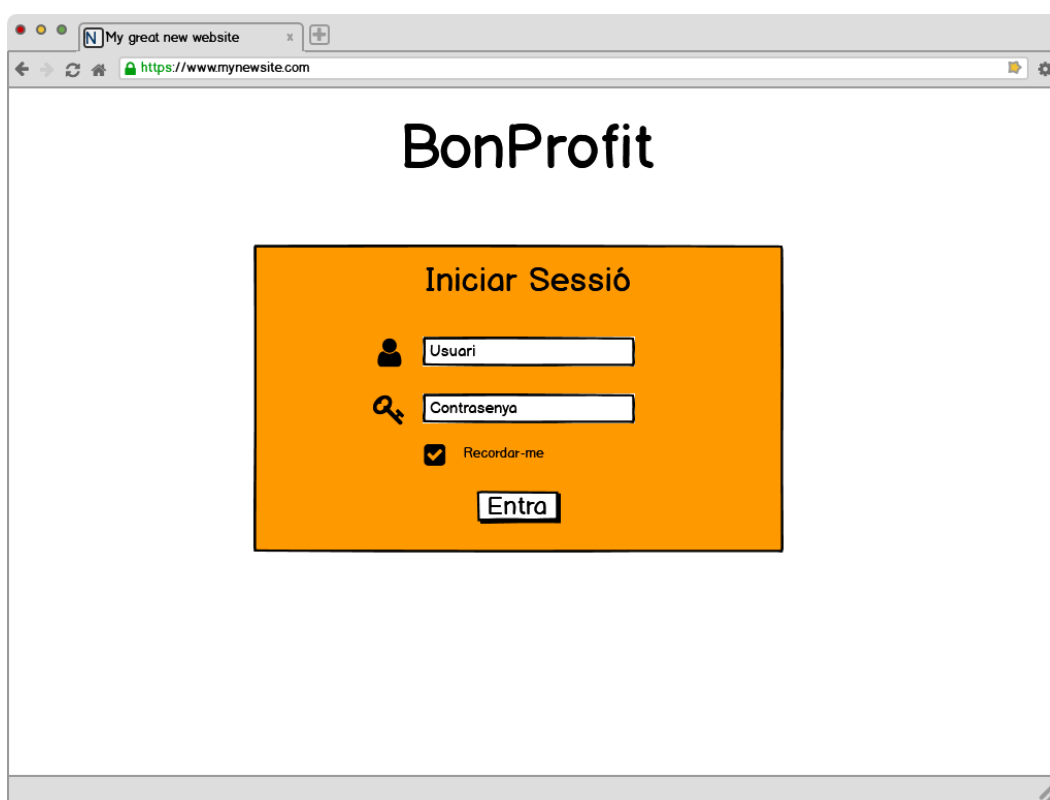 My great new website
https://www.mynewsite.com
BonProfit
Iniciar Sessió
Usuari
Contrasenya
Recordar-me
Entra